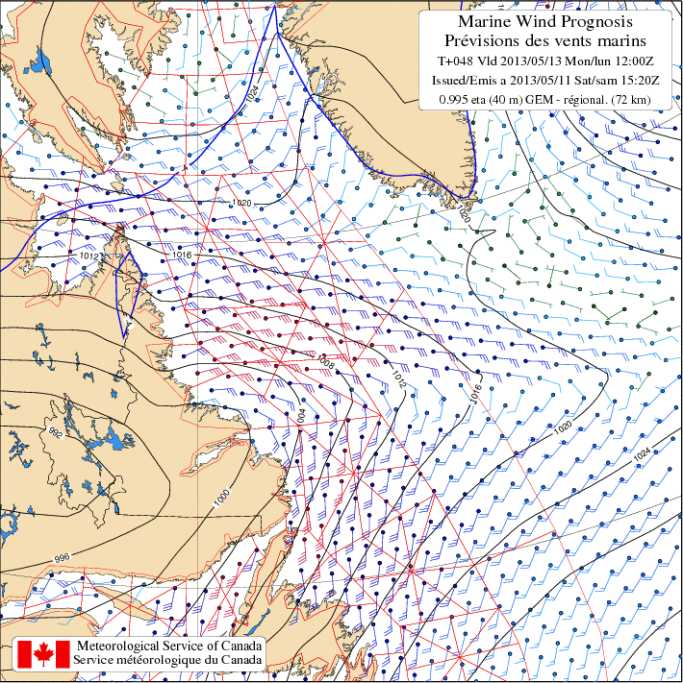 Marine Wind Prognosis
Prévisions des vents marins
T+048 Vld 2013/05/13 Mon/lun 12:00Z
Issued/Emis a 2013/05/11 Sat/sam 15:20Z
0.995 eta (40 m) GEM - régional. (72 km)
1024
1020
1020
1012
1016
1008
1012
1016
1004
1020
992
1024
1000
996
Meteorological Service of Canada
Service météorologique du Canada